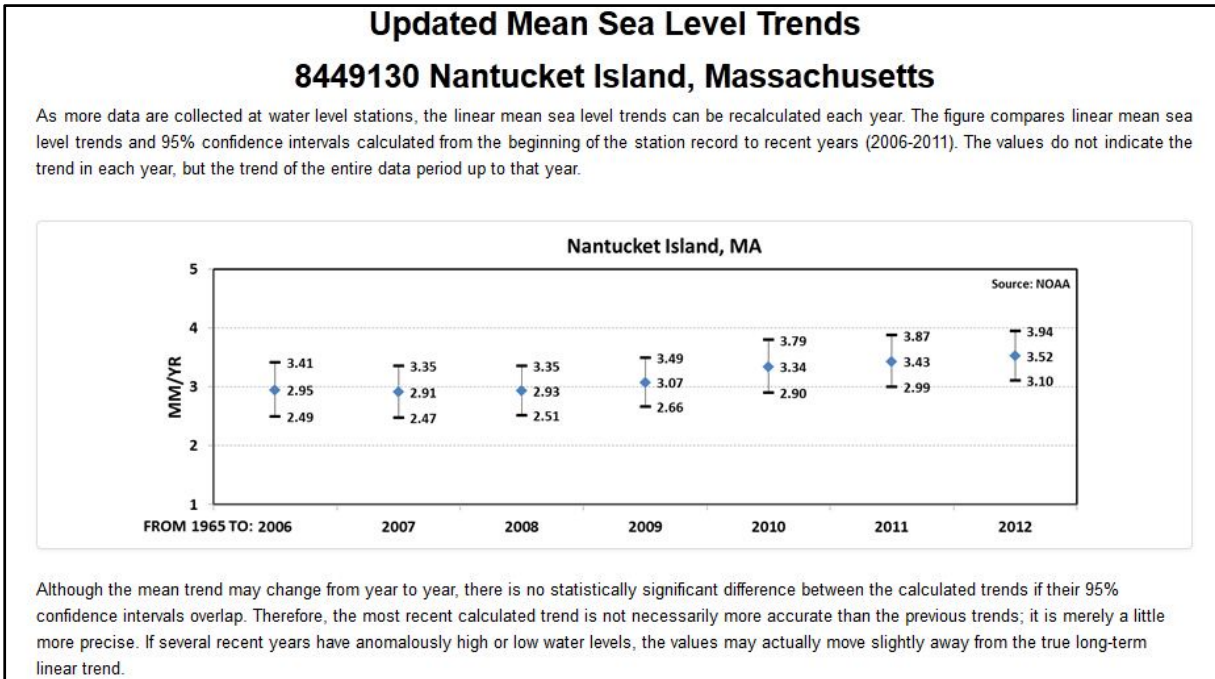 Updated Mean Sea Level Trends
8449130 Nantucket Island, Massachusetts
As more data are collected at water level stations, the linear mean sea level trends can be recalculated each year. The figure compares linear mean sea
level trends and 95% confidence intervals calculated from the beginning of the station record to recent years (2006-2011). The values do not indicate the
trend in each year, but the trend of the entire data period up to that year.
Nantucket Island, MA
Source: NOAA
MM/YR
5
4
3
2
1
3.41
2.95
2.49
3.35
2.91
2.47
3.35
2.93
2.51
3.49
3.07
2.66
3.79
3.34
2.90
3.87
3.43
2.99
3.94
3.52
3.10
FROM 1965 TO: 2006 2007 2008 2009 2010 2011 2012
Although the mean trend may change from year to year, there is no statistically significant difference between the calculated trends if their 95%
confidence intervals overlap. Therefore, the most recent calculated trend is not necessarily more accurate than the previous trends; it is merely a little
more precise. If several recent years have anomalously high or low water levels, the values may actually move slightly away from the true long-term
linear trend.